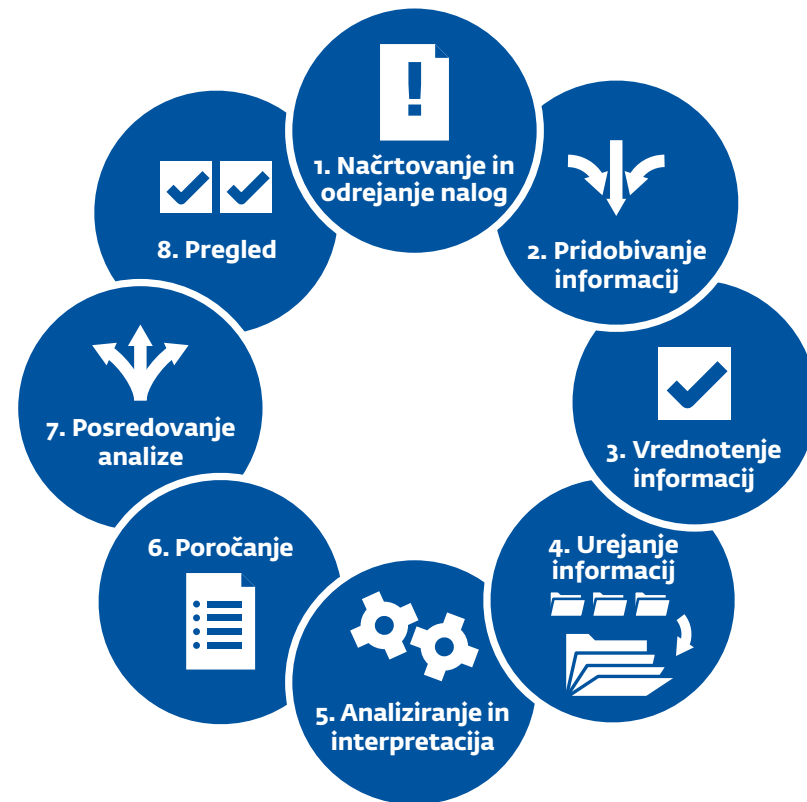 1. Načrtovanje in
odrejanje nalog
2. Pridobivanje
informacij
3. Vrednotenje
informacij
4. Urejanje
informacij
5. Analiziranje in
interpretacija
6. Poročanje
7. Posredovanje
analize
8. Pregled